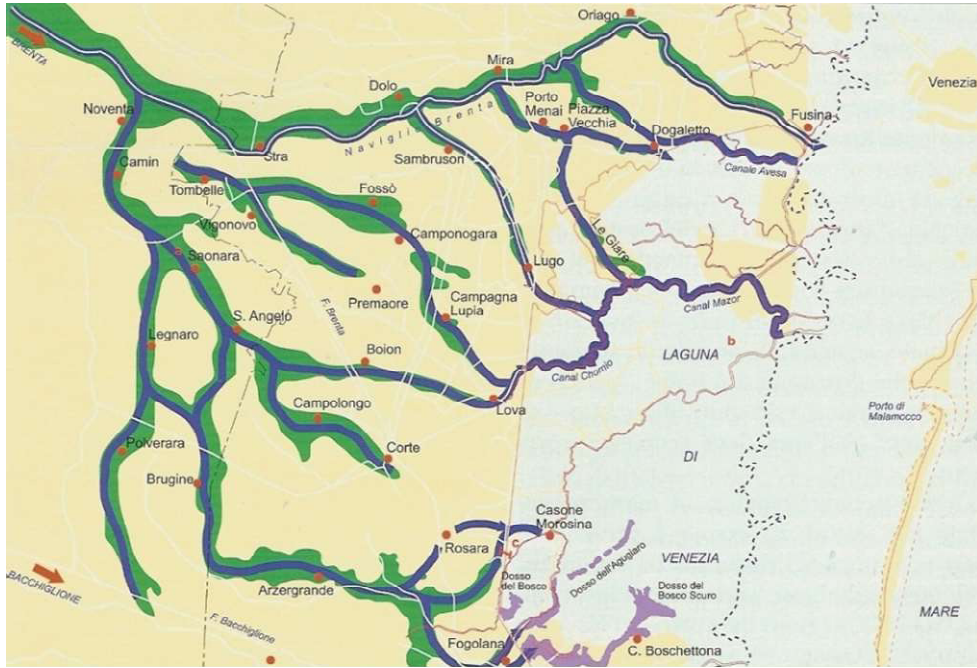 Oriago
BRENTA
Mira
Venezia
Dolo
Noventa
Porto
Menai
Piazza
Vecchia
Fusina
Naviglio Brenta
Dogaletto
Stra
Sambruson
Canale Avesa
Camin
Tombelle
Fossò
Vigonovo
Camponogara
Le Giare
a
Saonara
Lugo
Premaore
Campagna
Lupia
Canal Mazor
F. Brenta
S. Angelo
Legnaro
Boion
b
LAGUNA
Canal Chornio
Campolongo
Lova
Porto di
Malamocco
Polverara
Corte
DI
Brugine
Casone
Morosina
Rosara
c
VENEZIA
Dosso
del Bosco
Dosso dell'Agugiaro
BACCHIGLIONE
Arzergrande
Dosso del
Bosco Scuro
MARE
F. Bacchiglione
Fogolana
C. Boschettona